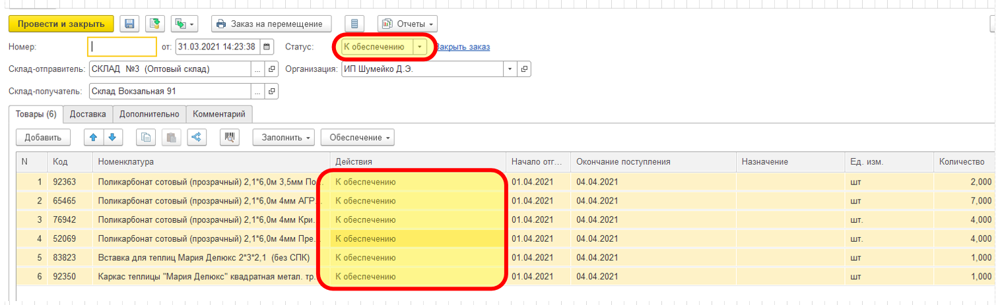 Провести и закрыть Заказ на перемещение Отчеты
Номер: от: 31.03.2021 14:23:38 Статус: К обеспечению Закрыть заказ
Склад-отправитель: СКЛАД №3 (Оптовый склад) ... Организация: ИП Шумейко Д.Э.
Склад-получатель: Склад Вокзальная 91 ...
Товары (6) Доставка Дополнительно Комментарий
Добавить Заполнить Обеспечение
N Код Номенклатура Действия Начало отг... Окончание поступления Назначение Ед. изм. Количество
1 92363 Поликарбонат сотовый (прозрачный) 2,1*6,0м 3,5мм По... К обеспечению 01.04.2021 04.04.2021 шт 2,000
2 65465 Поликарбонат сотовый (прозрачный) 2,1*6,0м 4мм АГР... К обеспечению 01.04.2021 04.04.2021 шт 7,000
3 76942 Поликарбонат сотовый (прозрачный) 2,1*6,0м 4мм Кри... К обеспечению 01.04.2021 04.04.2021 шт. 4,000
4 52069 Поликарбонат сотовый (прозрачный) 2,1*6,0м 4мм Пре... К обеспечению 01.04.2021 04.04.2021 шт. 4,000
5 83823 Вставка для теплиц Мария Делюкс 2*3*2,1 (без СПК) К обеспечению 01.04.2021 04.04.2021 шт 1,000
6 92350 Каркас теплицы "Мария Делюкс" квадратная метал. тр... К обеспечению 01.04.2021 04.04.2021 шт 1,000